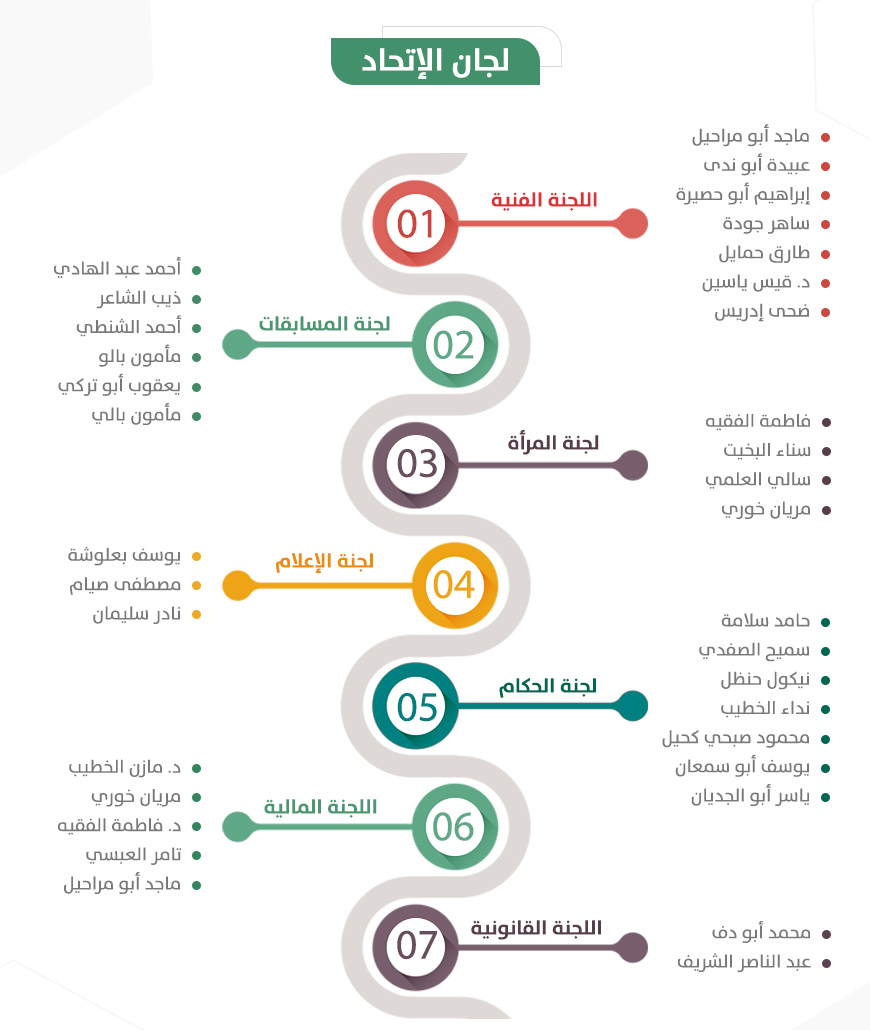 لجان الإتحاد
01
اللجنة الفنية
ماجد أبو مراحيل
عبيدة أبو ندى
إبراهيم أبو حصيرة
ساهر جودة
طارق حمايل
د. قيس ياسين
ضحى إدريس
02
لجنة المسابقات
أحمد عبد الهادي
ذيب الشاعر
أحمد الشنطي
مأمون بالو
يعقوب أبو تركي
مأمون بالي
03
لجنة المرأة
فاطمة الفقيه
سناء البخيت
سالي العلمي
مريان خوري
04
لجنة الإعلام
يوسف بعلوشة
مصطفى صيام
نادر سليمان
05
لجنة الحكام
حامد سلامة
سميح الصفدي
نيكول حنظل
نداء الخطيب
محمود صبحي كحيل
يوسف أبو سمعان
ياسر أبو الجديان
06
اللجنة المالية
د. مازن الخطيب
مريان خوري
د. فاطمة الفقيه
تامر العبسي
ماجد أبو مراحيل
07
اللجنة القانونية
محمد أبو دف
عبد الناصر الشريف